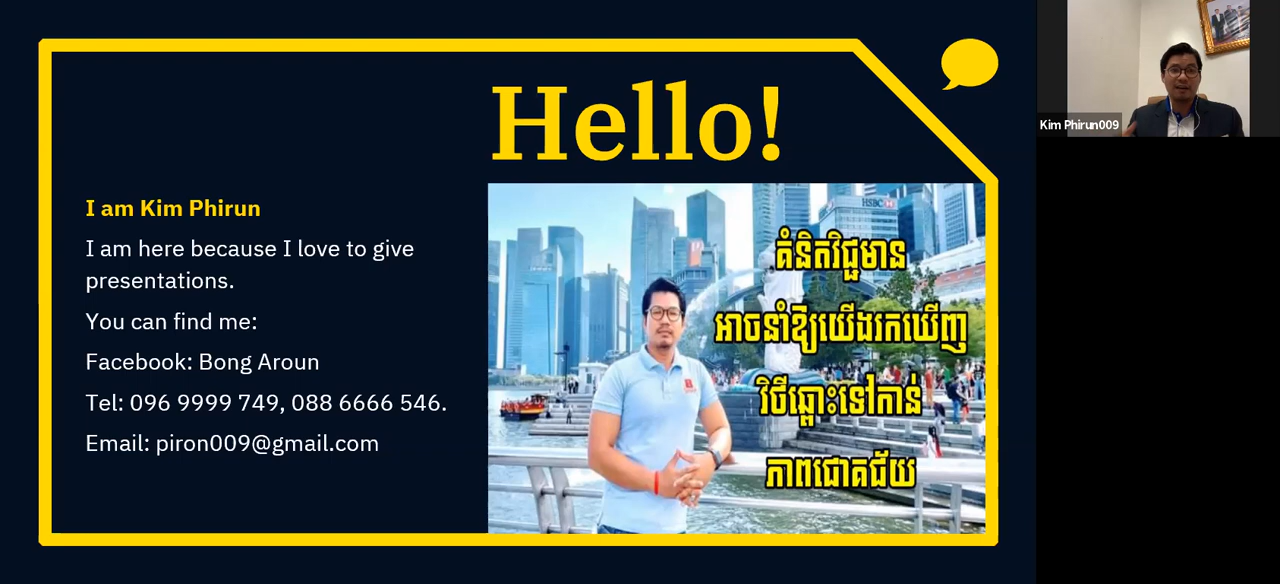 Hello!
I am Kim Phirun
I am here because I love to give
presentations.
You can find me:
Facebook: Bong Aroun
Tel: 096 9999 749, 088 6666 546.
Email: piron009@gmail.com
HSBC
គំនិតវិជ្ជមាន
អាចនាំឱ្យយើងរកឃើញ
វិថីឆ្ពោះទៅកាន់
ភាពជោគជ័យ
Kim Phirun009